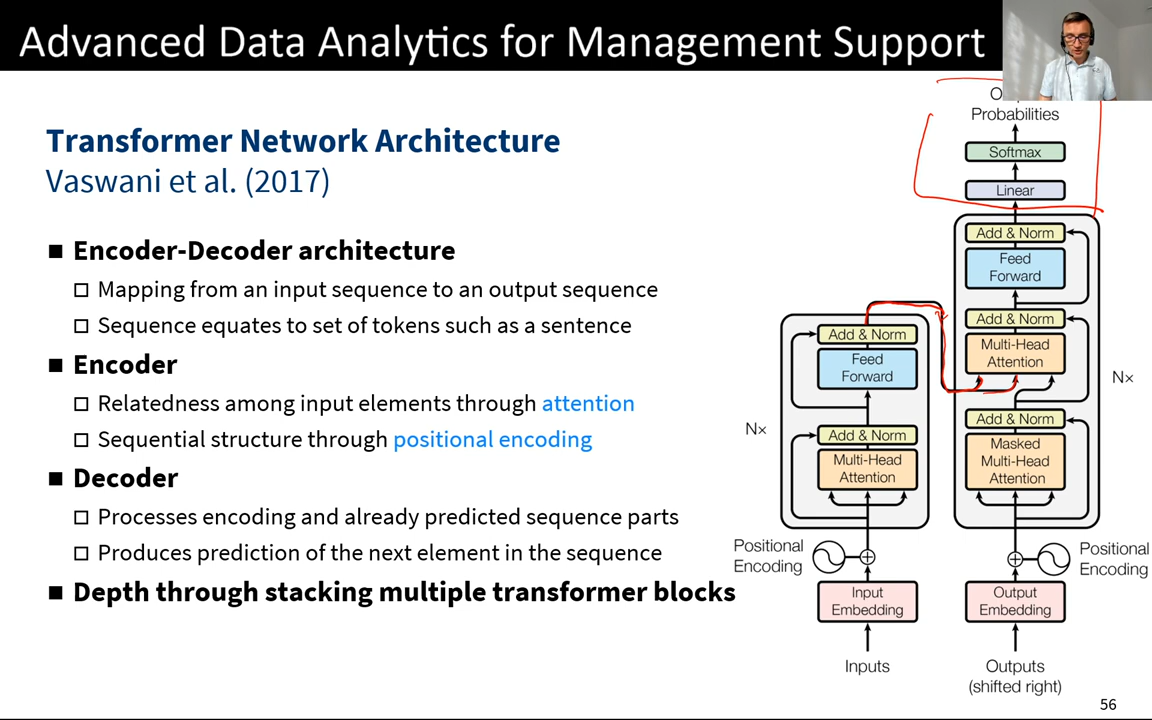 Advanced Data Analytics for Management Support
Transformer Network Architecture
Vaswani et al. (2017)
■ Encoder-Decoder architecture
□ Mapping from an input sequence to an output sequence
□ Sequence equates to set of tokens such as a sentence
■ Encoder
□ Relatedness among input elements through attention
□ Sequential structure through positional encoding
■ Decoder
□ Processes encoding and already predicted sequence parts
□ Produces prediction of the next element in the sequence
■ Depth through stacking multiple transformer blocks
Probabilities
Softmax
Linear
Add & Norm
Feed
Forward
Add & Norm
Multi-Head
Attention
Add & Norm
Masked
Multi-Head
Attention
N×
Add & Norm
Feed
Forward
Add & Norm
Multi-Head
Attention
N×
Positional
Encoding
Positional
Encoding
Input
Embedding
Output
Embedding
Inputs
Outputs
(shifted right)
56